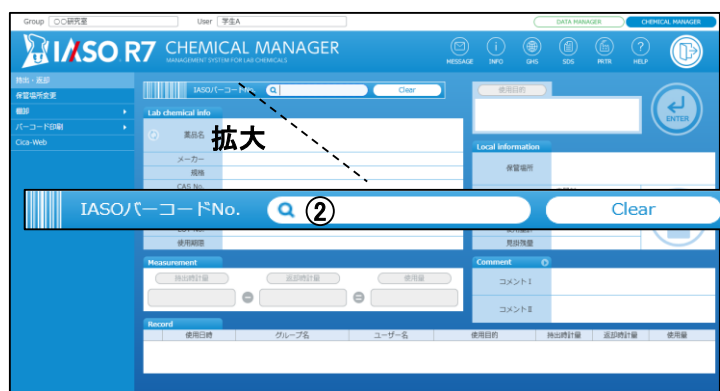 Group 〇〇研究室 User 学生A DATA MANAGER CHEMICAL MANAGER
IASO R7 CHEMICAL MANAGER
MANAGEMENT SYSTEM FOR LAB CHEMICALS
MESSAGE INFO GHS SDS PRTR HELP
持出・返却
保管場所変更
バーコード印刷
Cica-Web
IASOバーコードNo. Clear
使用目的
ENTER
Lab chemical info
薬品名
拡大
メーカー
規格
CAS No.
Local information
保管場所
IASOバーコードNo. ② Clear
使用期限
見掛残量
Measurement
持出時計量 返却時計量 使用量
Comment
コメントⅠ
コメントⅡ
Record
使用日時 グループ名 ユーザー名 使用目的 持出時計量 返却時計量 使用量